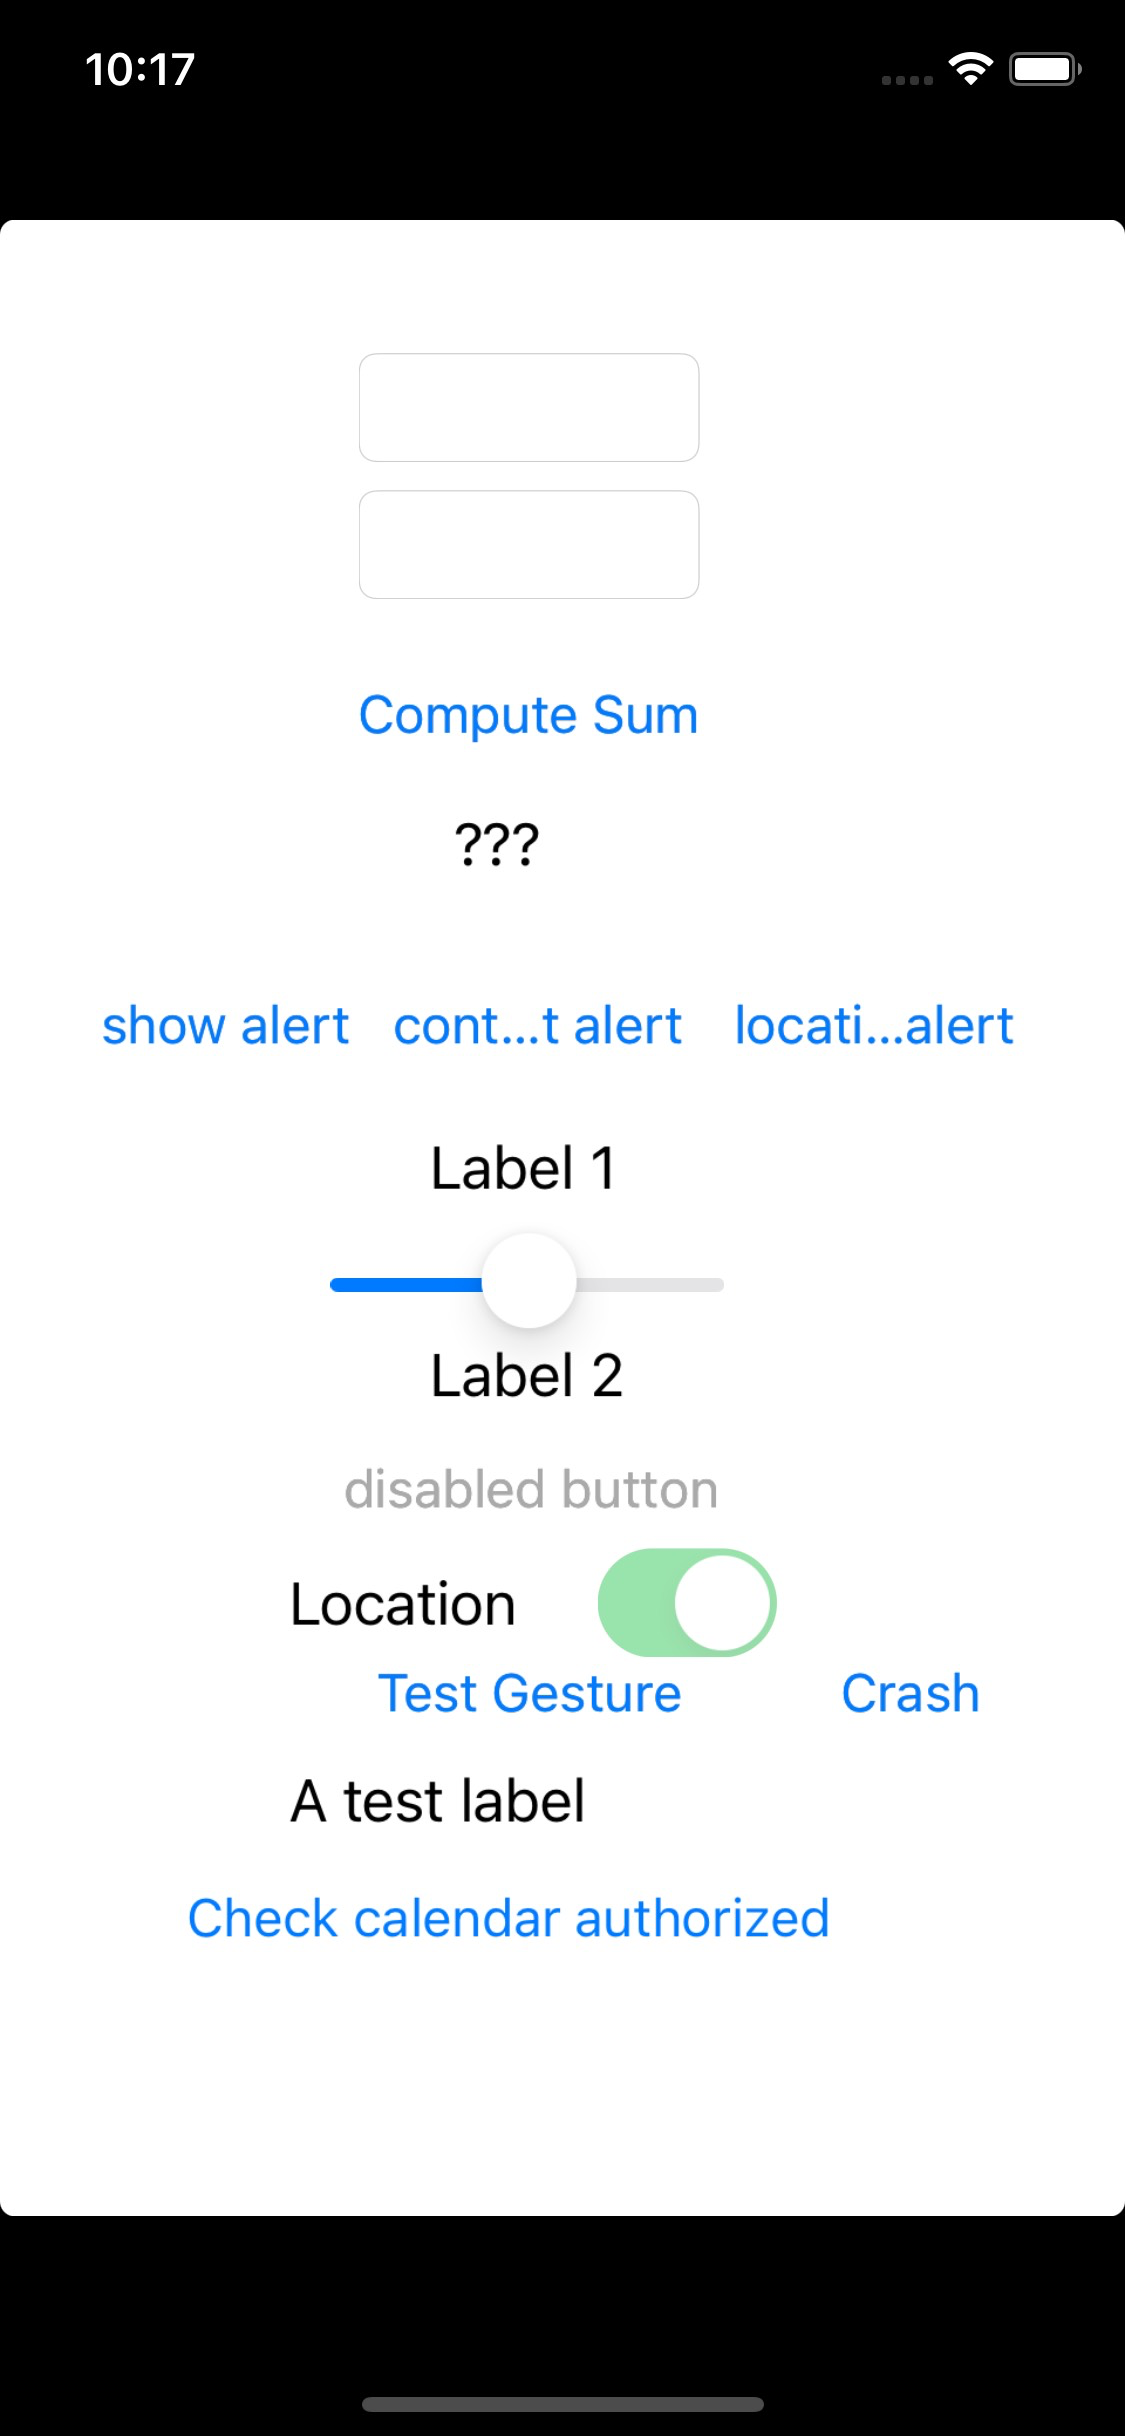 10:17
Compute Sum
???
show alert cont...t alert locati...alert
Label 1
Label 2
disabled button
Location
Test Gesture Crash
A test label
Check calendar authorized